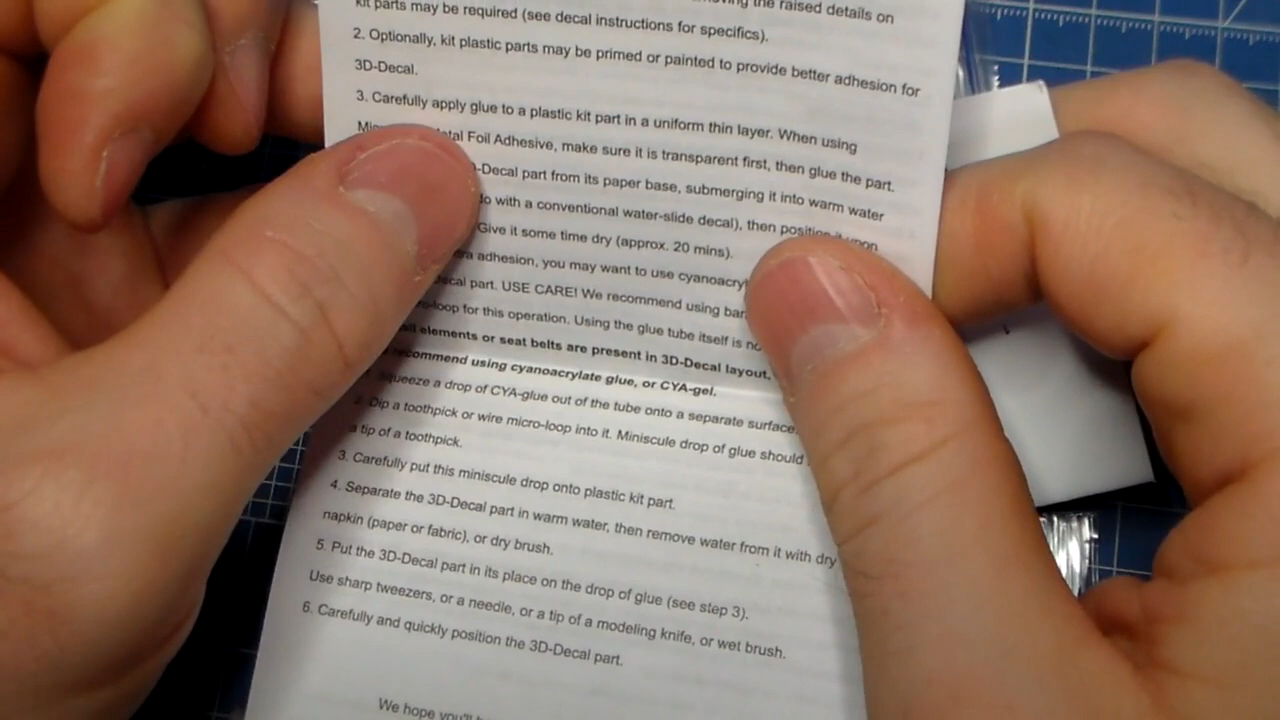 the raised details on
kit parts may be required (see decal instructions for specifics).
2. Optionally, kit plastic parts may be primed or painted to provide better adhesion for
3D-Decal.
3. Carefully apply glue to a plastic kit part in a uniform thin layer. When using
Foil Adhesive, make sure it is transparent first, then glue the part.
-Decal part from its paper base, submerging it into warm water
with a conventional water-slide decal), then position it upon
Give it some time dry (approx. 20 mins).
adhesion, you may want to use
part. USE CARE! We recommend using
-loop for this operation. Using the glue tube itself is
elements or seat belts are present in 3D-Decal layout,
recommend using cyanoacrylate glue, or CYA-gel.
Squeeze a drop of CYA-glue out of the tube onto a separate surface.
2. Dip a toothpick or wire micro-loop into it. Miniscule drop of glue should
a tip of a toothpick.
3. Carefully put this miniscule drop onto plastic kit part.
4. Separate the 3D-Decal part in warm water, then remove water from it with dry
napkin (paper or fabric), or dry brush.
5. Put the 3D-Decal part in its place on the drop of glue (see step 3).
Use sharp tweezers, or a needle, or a tip of a modeling knife, or wet brush.
6. Carefully and quickly position the 3D-Decal part.
We hope you'll